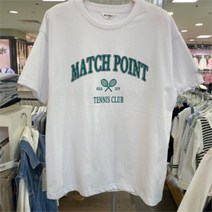 MATCH POINT
TENNIS CLUB